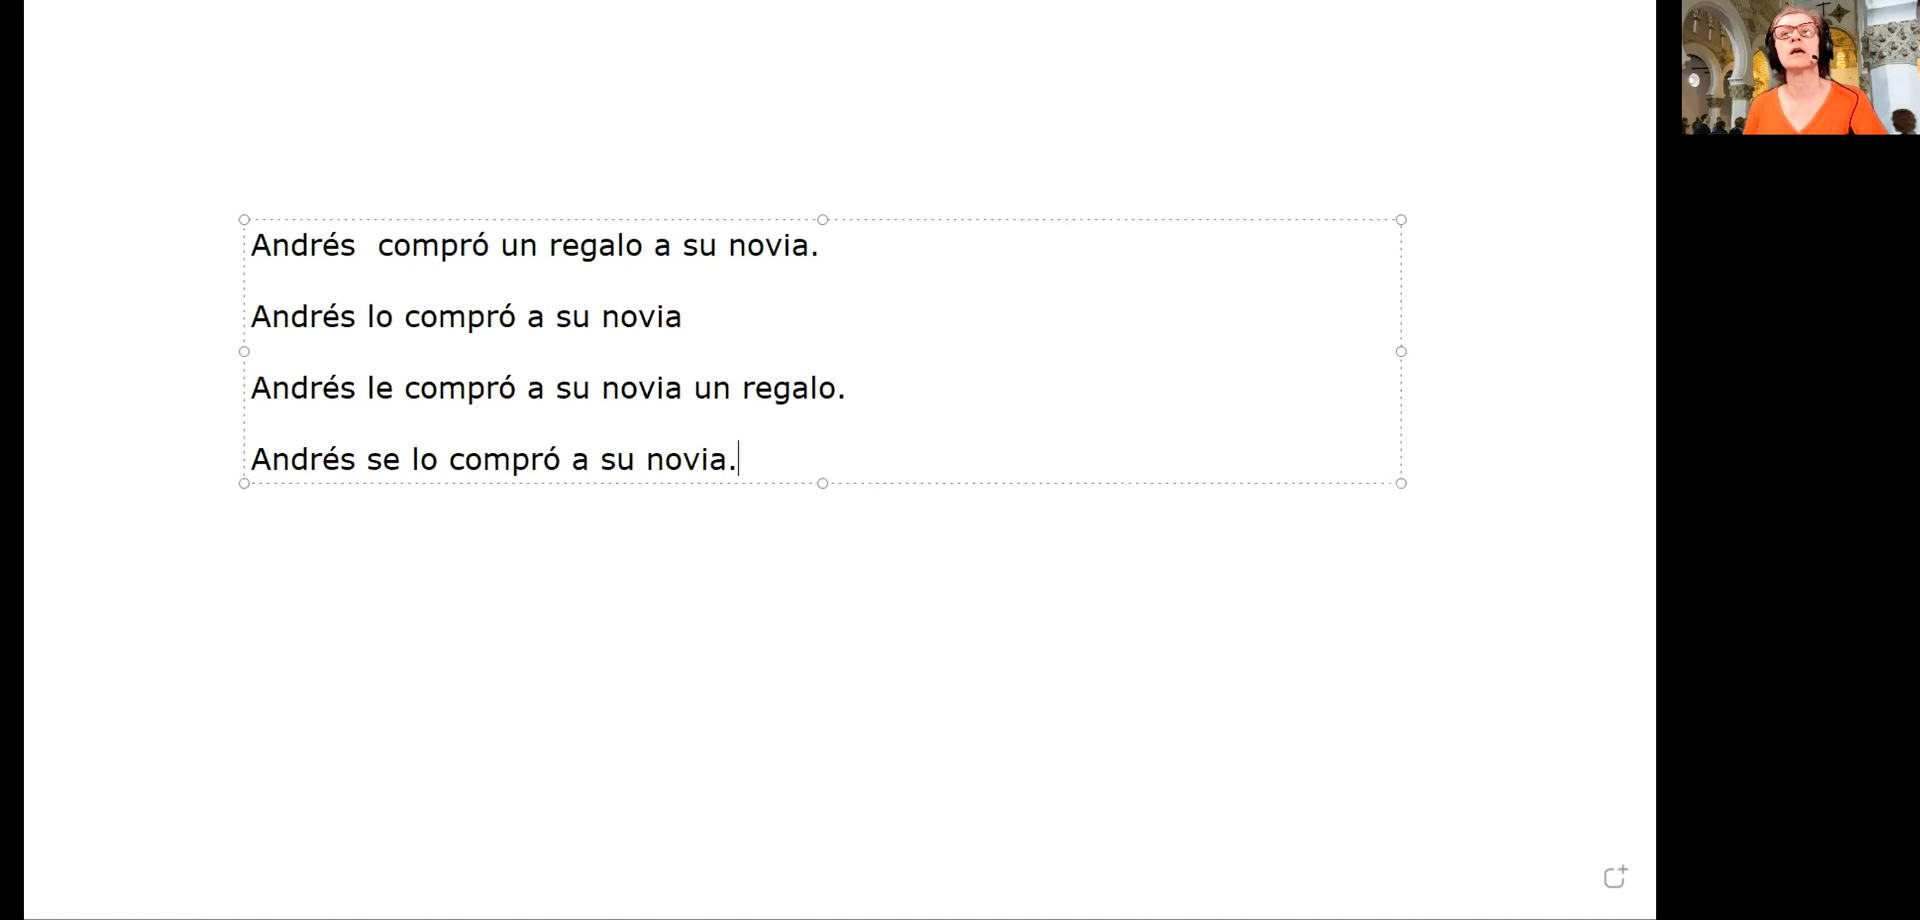 Andrés  compró un regalo a su novia.
Andrés lo compró a su novia
Andrés le compró a su novia un regalo.
Andrés se lo compró a su novia.